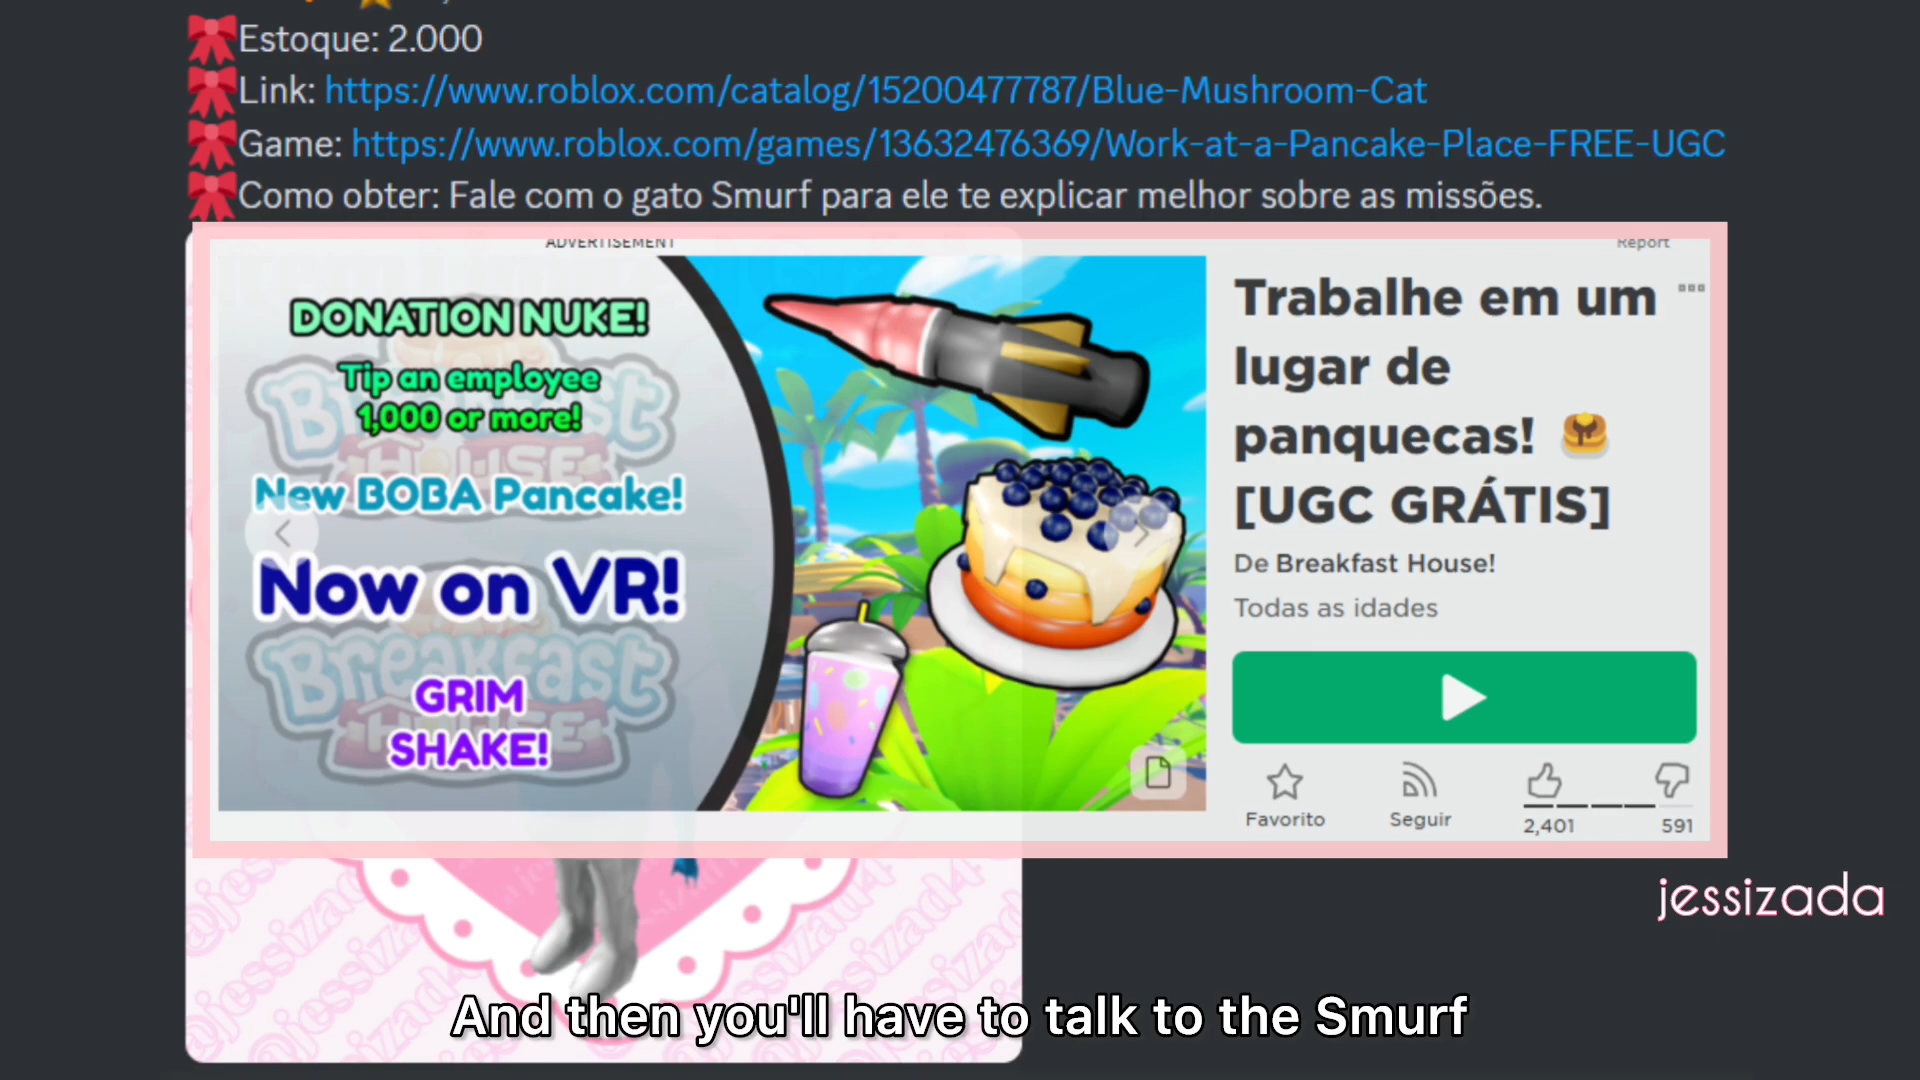 Estoque: 2.000
Link: https://www.roblox.com/catalog/15200477787/Blue-Mushroom-Cat
Game: https://www.roblox.com/games/13632476369/Work-at-a-Pancake-Place-FREE-UGC
Como obter: Fale com o gato Smurf para ele te explicar melhor sobre as missões.
ADVERTISEMENT
Report
DONATION NUKE!
Tip an employee
1,000 or more!
Breakfast
HOUSE
New BOBA Pancake!
Now on VR!
Breakfast
HOUSE
GRIM
SHAKE!
Trabalhe em um
lugar de
panquecas!
[UGC GRÁTIS]
De Breakfast House!
Todas as idades
Favorito
Seguir
2,401
591
jessizada
And then you'll have to talk to the Smurf